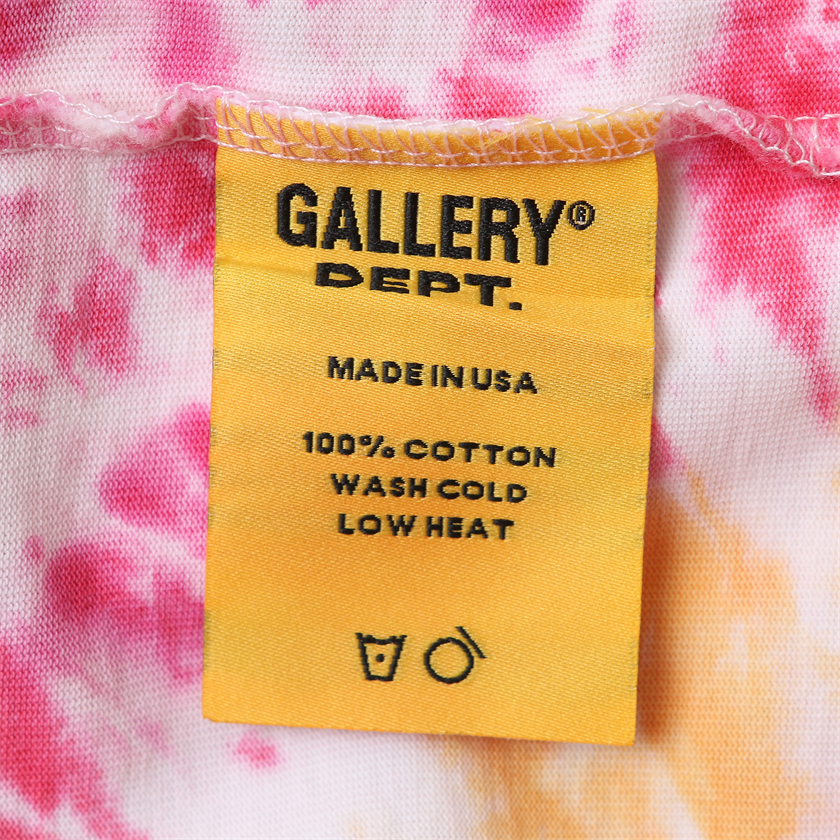 GALLERY®
DEPT.
MADE IN USA
100% COTTON
WASH COLD
LOW HEAT